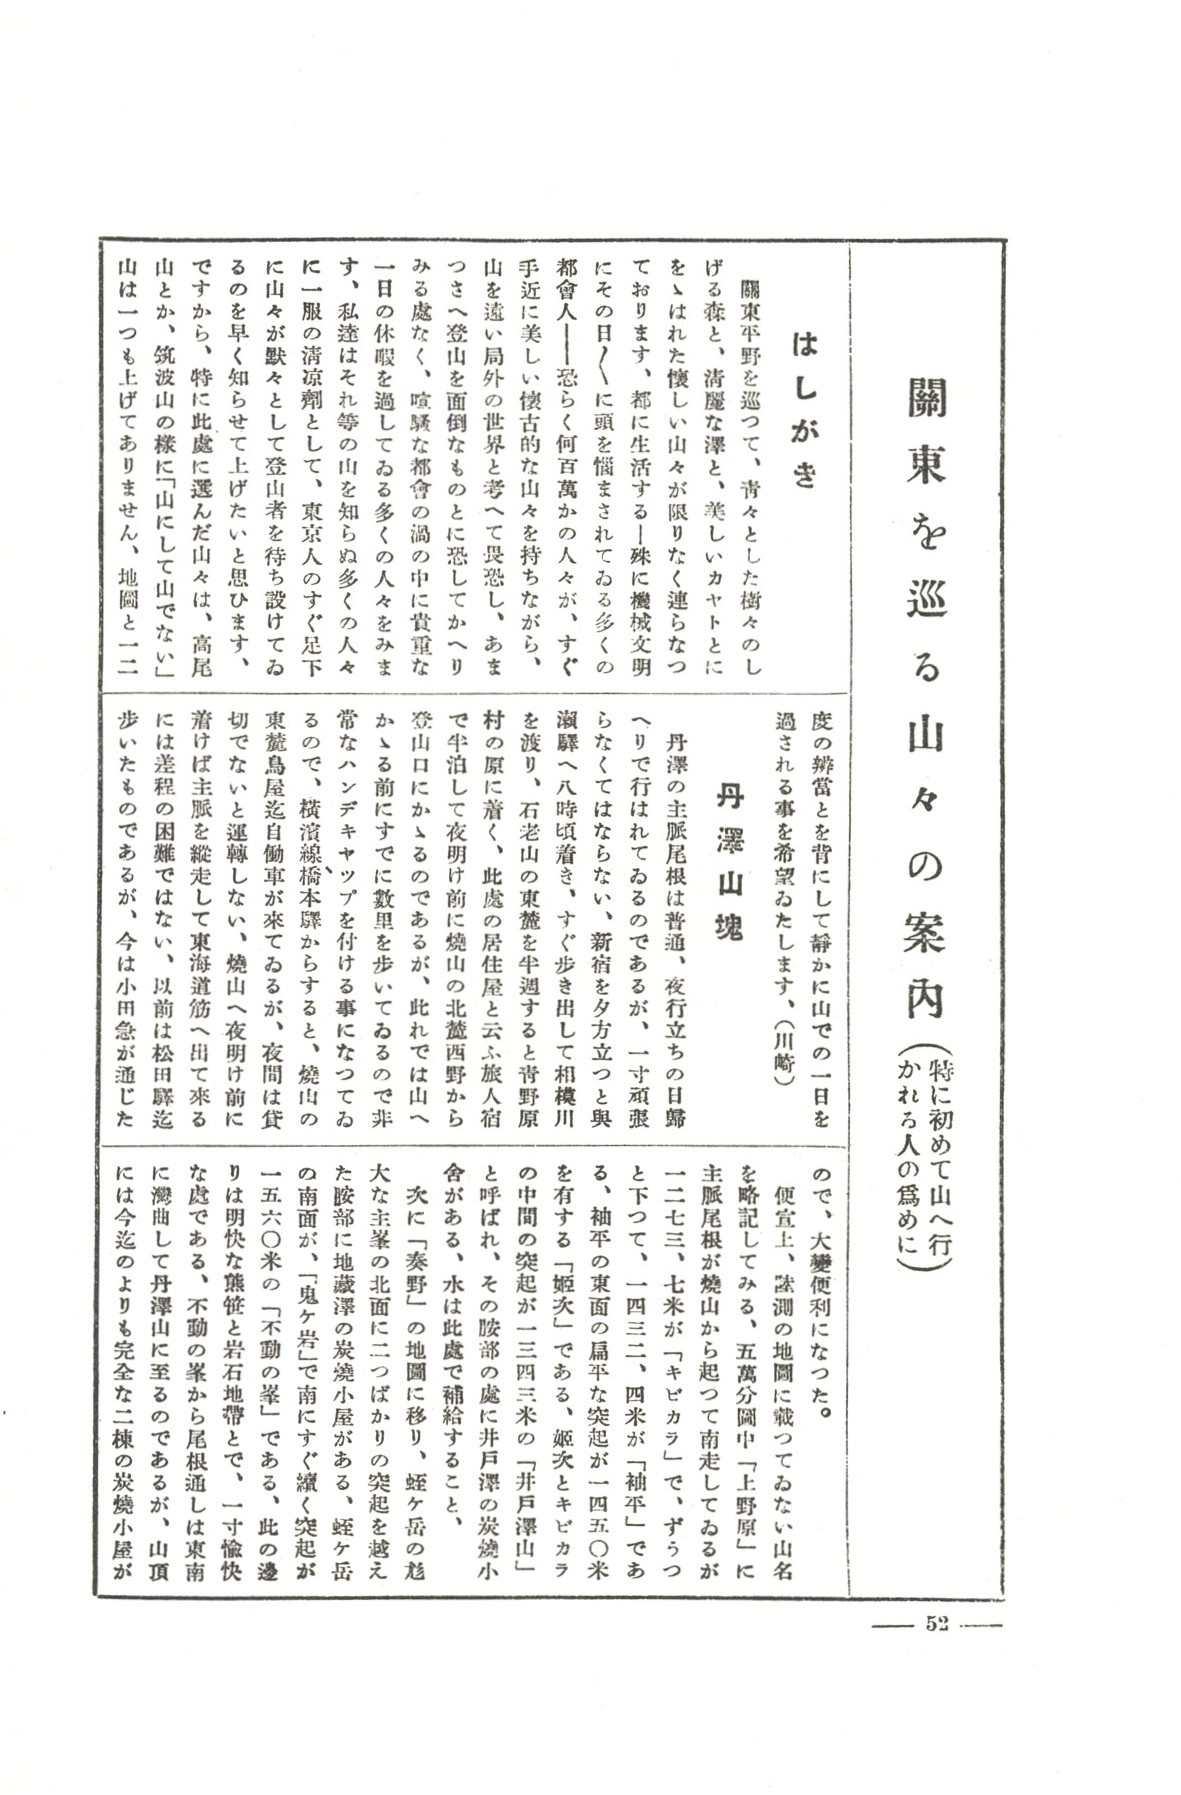 關東を巡る山々の案內
(特に初めて山へ行
かれる人の爲めに)
はしがき
關東平野を巡つて、靑々とした樹々のし
げる森と、淸麗な澤と、美しいカヤトとに
をゝはれた懷しい山々が限りなく連らなつ
ております、都に生活する—殊に機械文明
にその日〱に頭を惱まされてゐる多くの
都會人——恐らく何百萬かの人々が、すぐ
手近に美しい懷古的な山々を持ちながら、
山を遠い局外の世界と考へて畏恐し、あま
つさへ登山を面倒なものとに恐してかへり
みる處なく、喧騷な都會の渦の中に貴重な
一日の休暇を過してゐる多くの人々をみま
す、私達はそれ等の山を知らぬ多くの人々
に一服の淸凉劑として、東京人のすぐ足下
に山々が默々として登山者を待ち設けてゐ
るのを早く知らせて上げたいと思ひます、
ですから、特に此處に選んだ山々は、高尾
山とか、筑波山の樣に「山にして山でない」
山は一つも上げてありません、地圖と一二
度の辨當とを背にして靜かに山での一日を
過される事を希望ゐたします、(川崎)
丹澤山塊
丹澤の主脈尾根は普通、夜行立ちの日歸
へりで行はれてゐるのであるが、一寸頑張
らなくてはならない、新宿を夕方立つと與
瀨驛へ八時頃着き、すぐ步き出して相模川
を渡り、石老山の東麓を半週すると靑野原
村の原に着く、此處の居住屋と云ふ旅人宿
で半泊して夜明け前に燒山の北麓西野から
登山口にかゝるのであるが、此れでは山へ
かゝる前にすでに數里を步いてゐるので非
常なハンデキヤツプを付ける事になつてゐ
るので、橫濱線、橋本驛からすると、燒山の
東麓鳥屋迄自働車が來てゐるが、夜間は貸
切でないと運轉しない、燒山へ夜明け前に
着けば主脈を縱走して東海道筋へ出て來る
には差程の困難ではない、以前は松田驛迄
步いたものであるが、今は小田急が通じた
ので、大變便利になつた。
便宣上、誌測の地圖に載つてゐない山名
を略記してみる、五萬分圖中「上野原」に
主脈尾根が燒山から起つて南走してゐるが
一二七三、七米が「キビカラ」で、ずうつ
と下つて、一四三二、四米が「袖平」であ
る、袖平の東面の扁平な突起が一四五〇米
を有する「姬次」である、姬次とキビカラ
の中間の突起が一三四三米の「井戶澤山」
と呼ばれ、その胺部の處に井戶澤の炭燒小
舍がある、水は此處で補給すること、
次に「奏野」の地圖に移り、蛭ケ岳の尨
大な主峯の北面に二つばかりの突起を越え
た胺部に地藏澤の炭燒小屋がある、蛭ケ岳
の南面が、「鬼ケ岩」で南にすぐ續く突起が
一五六〇米の「不動の峯」である、此の邊
りは明快な熊笹と岩石地帶とで、一寸愉快
な處である、不動の峯から尾根通しは東南
に灣曲して丹澤山に至るのであるが、山頂
には今迄のよりも完全な二棟の炭燒小屋が
— 52 —